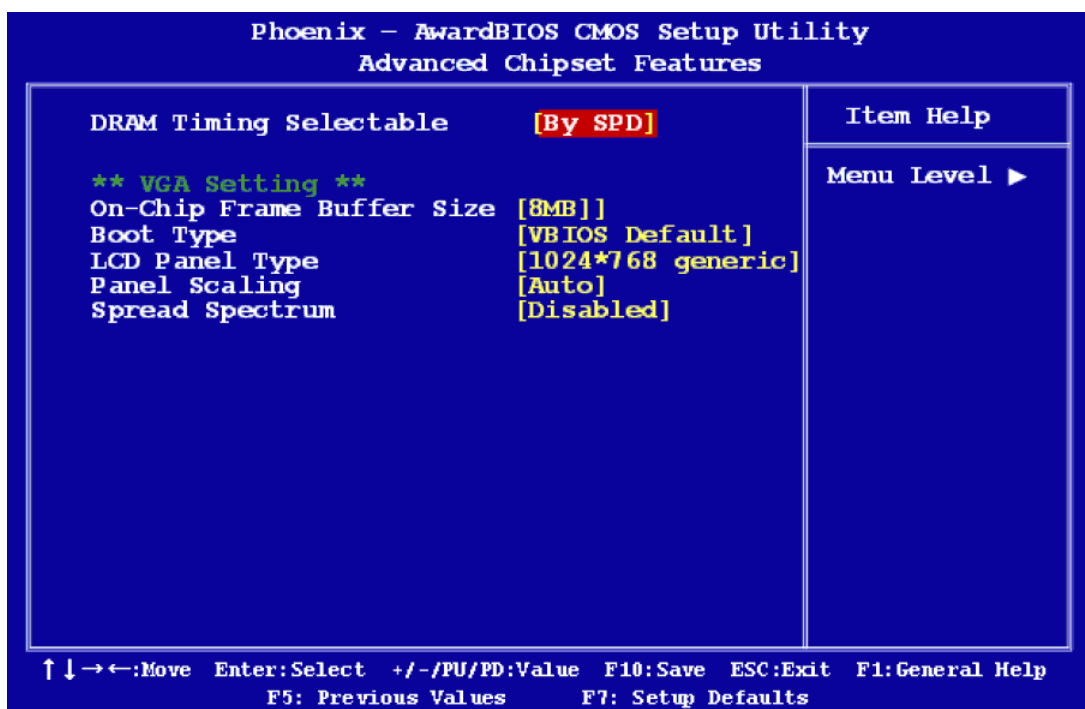 Phoenix – AwardBIOS CMOS Setup Utility
Advanced Chipset Features
DRAM Timing Selectable [By SPD]
** VGA Setting **
On-Chip Frame Buffer Size [8MB]]
Boot Type [VBIOS Default]
LCD Panel Type [1024*768 generic]
Panel Scaling [Auto]
Spread Spectrum [Disabled]
Item Help
Menu Level ▶
↑↓→←:Move Enter:Select +/-/PU/PD:Value F10:Save ESC:Exit F1:General Help
F5: Previous Values F7: Setup Defaults